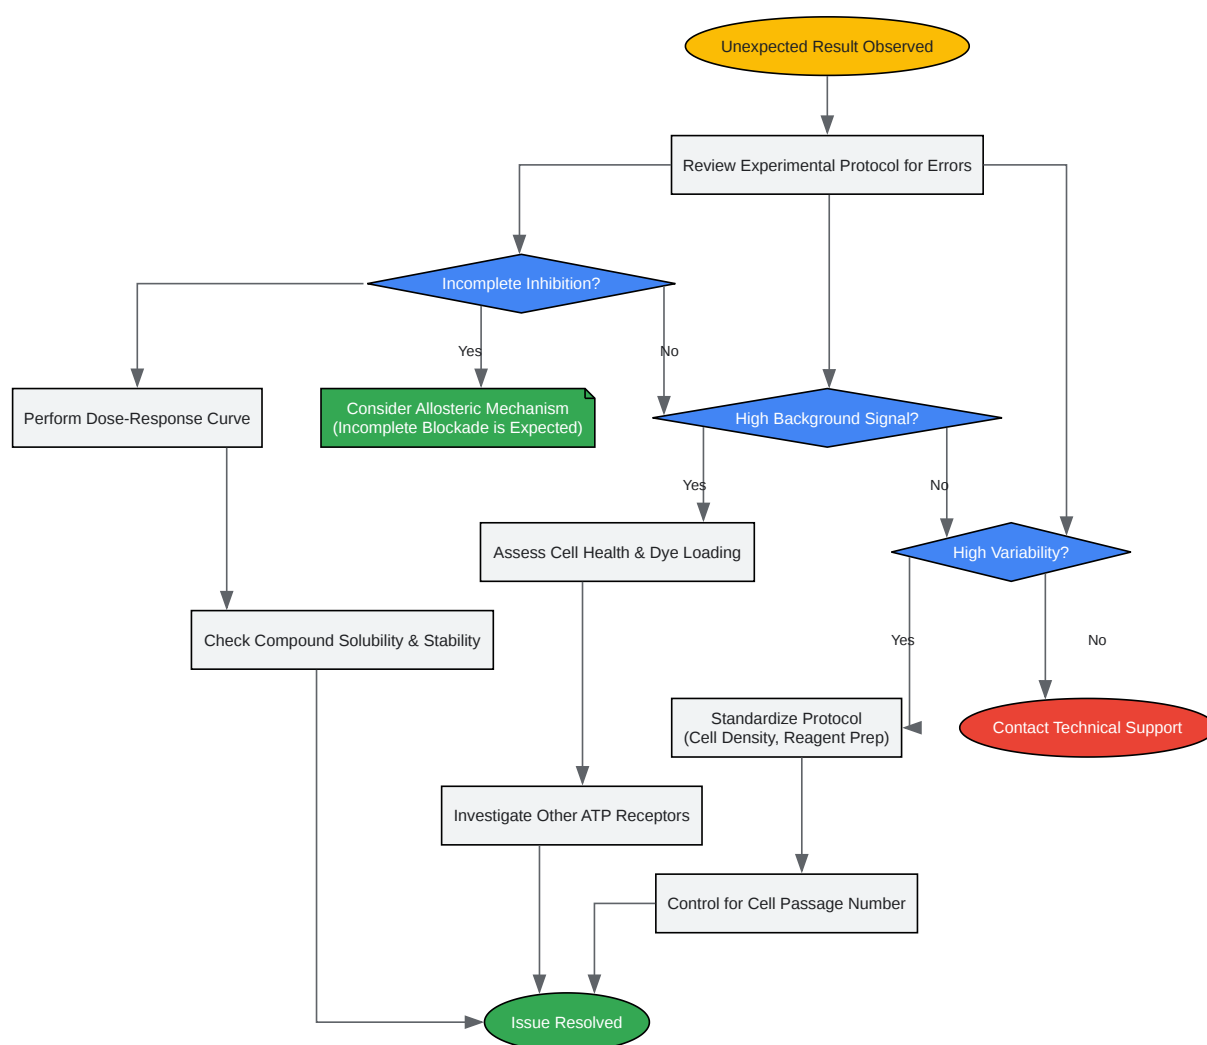 Unexpected Result Observed
Review Experimental Protocol for Errors
Incomplete Inhibition?
Yes
No
Perform Dose-Response Curve
Consider Allosteric Mechanism
(Incomplete Blockade is Expected)
High Background Signal?
Yes
No
Assess Cell Health & Dye Loading
High Variability?
Check Compound Solubility & Stability
Yes
No
Standardize Protocol
(Cell Density, Reagent Prep)
Contact Technical Support
Investigate Other ATP Receptors
Control for Cell Passage Number
Issue Resolved